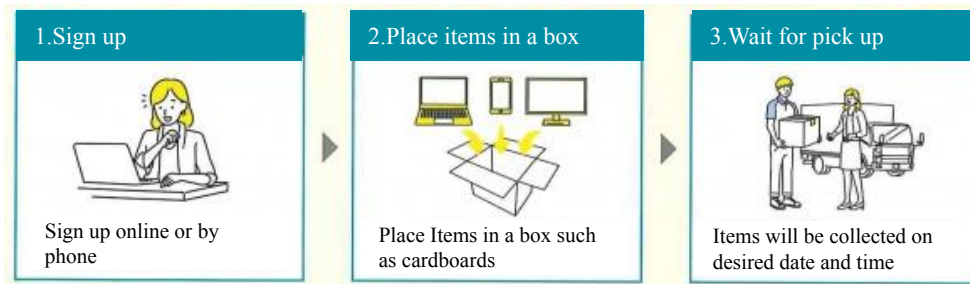 1.Sign up
Sign up online or by
phone
2.Place items in a box
Place Items in a box such
as cardboards
3.Wait for pick up
Items will be collected on
desired date and time